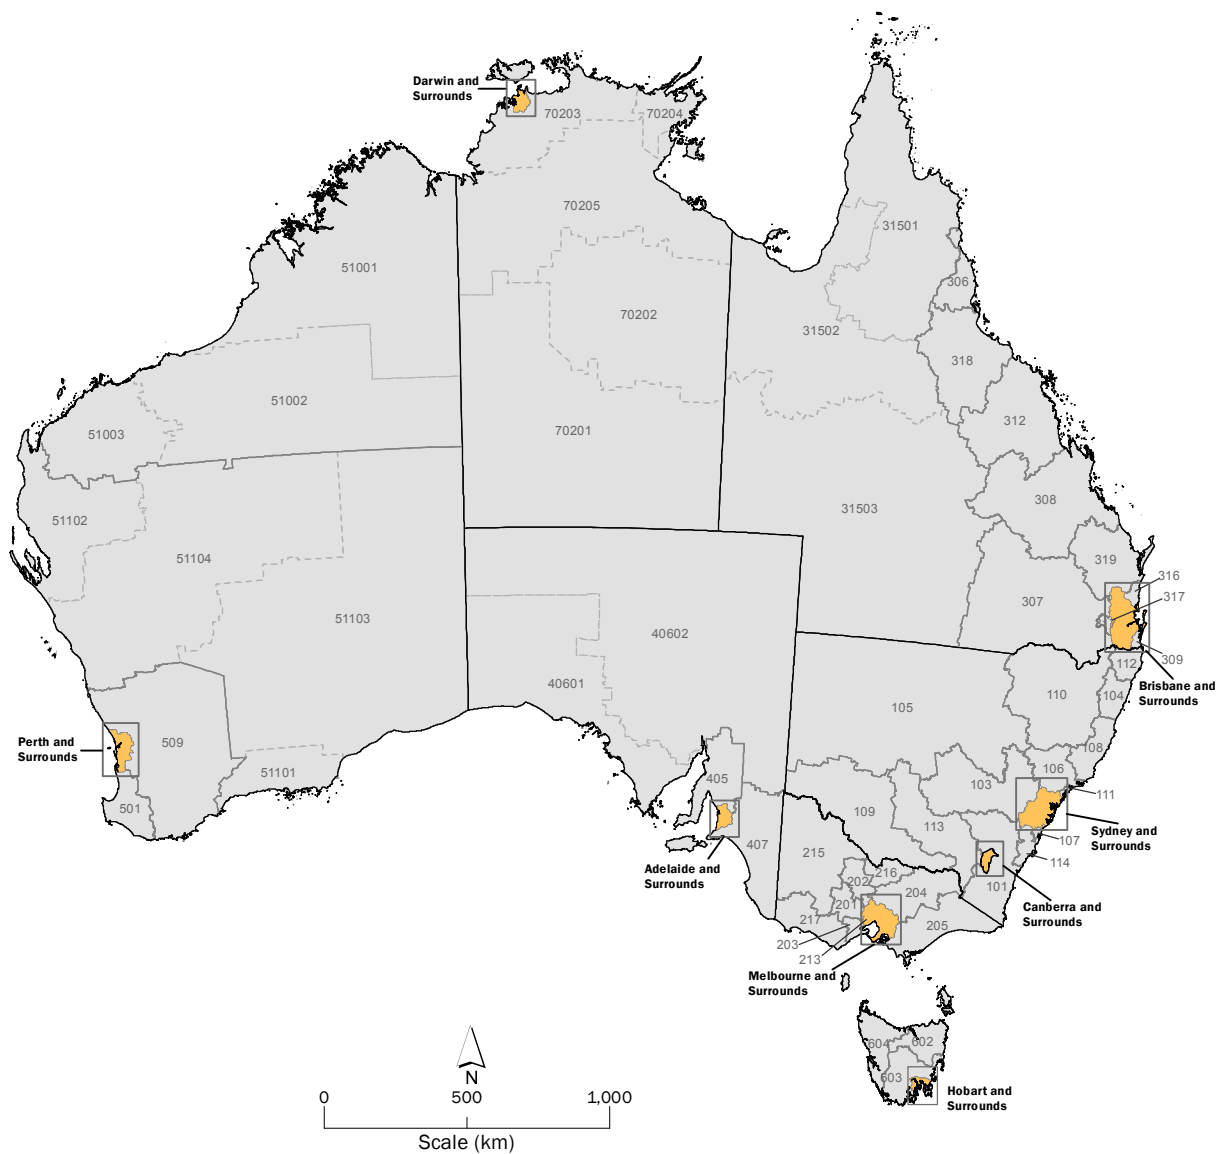 Darwin and
Surrounds
70203
70204
70205
31501
51001
306
70202
31502
318
51002
312
51003
70201
308
31503
51102
51104
319
316
317
307
51103
40602
309
112
Brisbane and
Surrounds
40601
110
104
105
Perth and
Surrounds
509
108
106
51101
405
103
111
501
109
113
Sydney and
Surrounds
107
407
215
114
Adelaide and
Surrounds
216
202
204
101
201
Canberra and
Surrounds
217
205
203
213
Melbourne and
Surrounds
604
602
603
Hobart and
Surrounds
N
0 500 1,000
Scale (km)